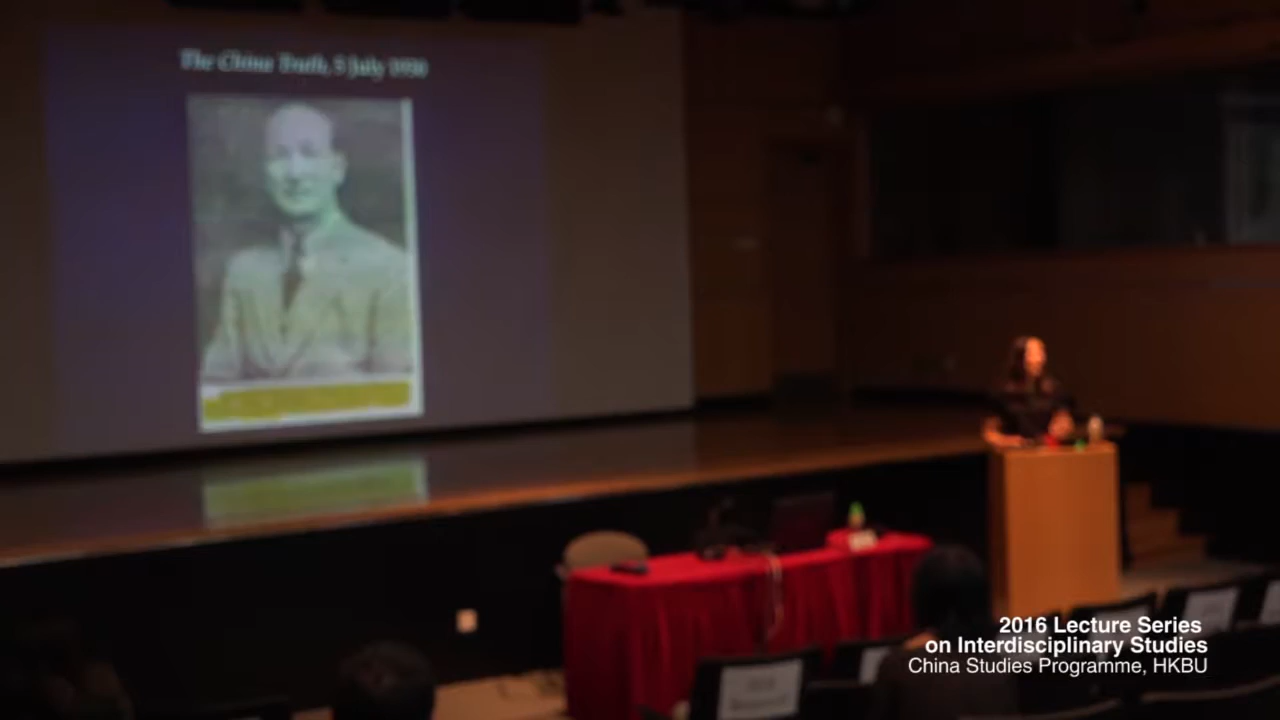 The China Truth, 5 July 1930
2016 Lecture Series
on Interdisciplinary Studies
China Studies Programme, HKBU